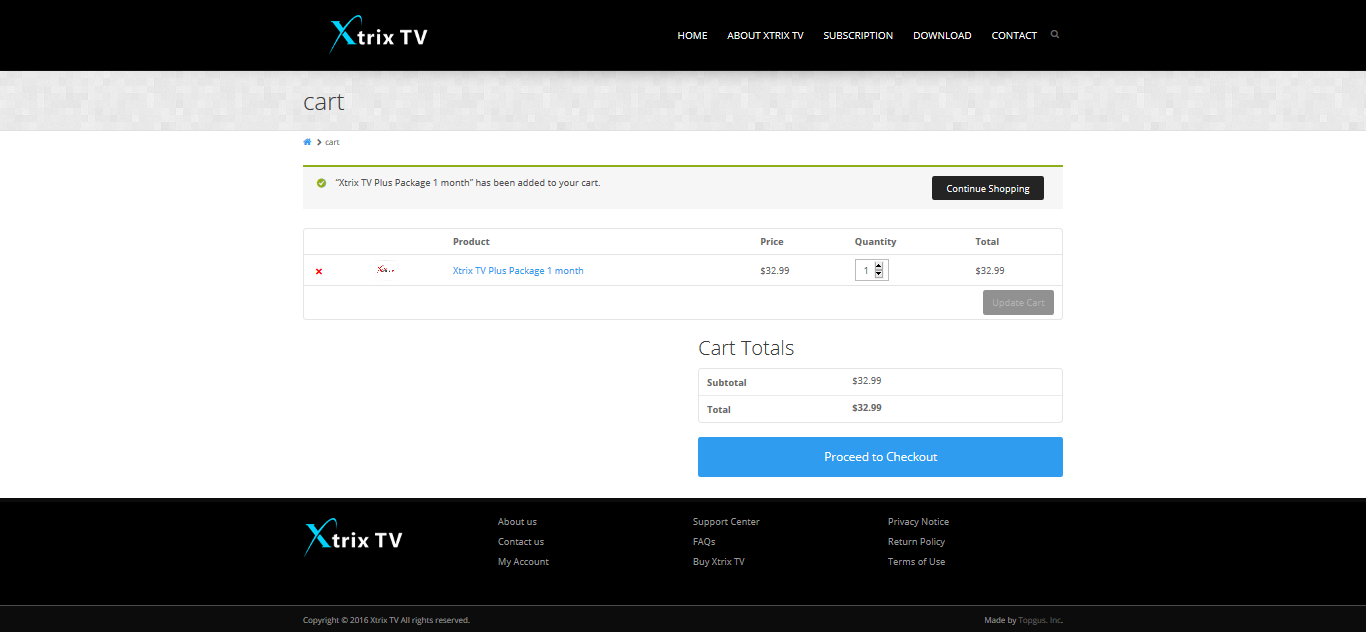 Xtrix TV
HOME ABOUT XTRIX TV SUBSCRIPTION DOWNLOAD CONTACT
cart
cart
"Xtrix TV Plus Package 1 month" has been added to your cart.
Continue Shopping
Product Price Quantity Total
Xtrix TV Plus Package 1 month $32.99 1 $32.99
Update Cart
Cart Totals
Subtotal $32.99
Total $32.99
Proceed to Checkout
Xtrix TV
About us Support Center Privacy Notice
Contact us FAQs Return Policy
My Account Buy Xtrix TV Terms of Use
Copyright © 2016 Xtrix TV All rights reserved. Made by Topgus. Inc.